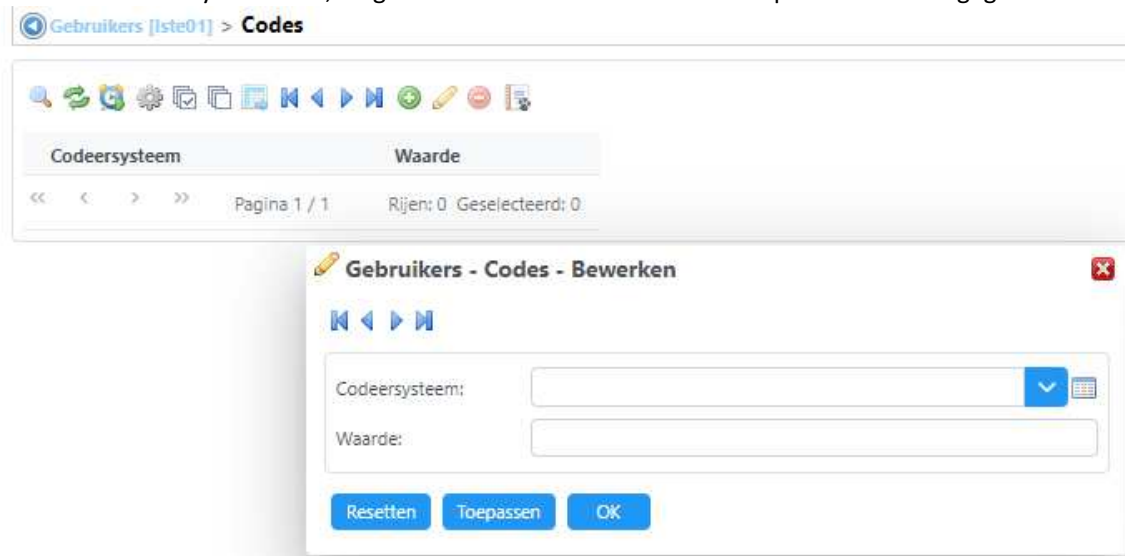 Gebruikers [lste01] > Codes
Codeersysteem Waarde
<< < > >> Pagina 1 / 1 Rijen: 0 Geselecteerd: 0
Gebruikers - Codes - Bewerken
Codeersysteem:
Waarde:
Resetten Toepassen OK